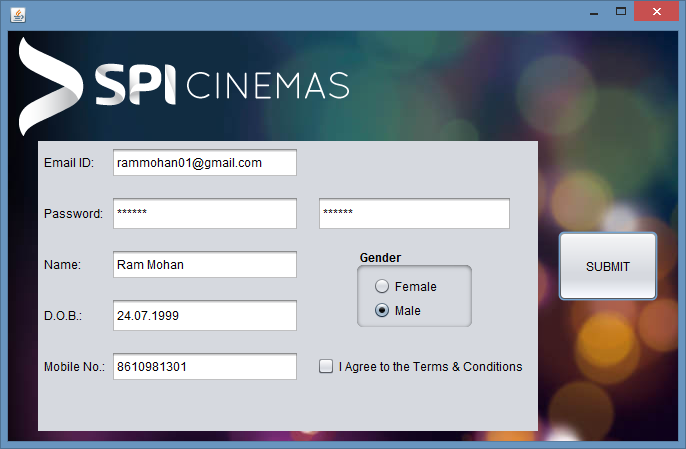 SPI CINEMAS
Email ID: rammohan01@gmail.com
Password: ****** ******
Name: Ram Mohan
Gender
Female
Male
SUBMIT
D.O.B.: 24.07.1999
Mobile No.: 8610981301
I Agree to the Terms & Conditions